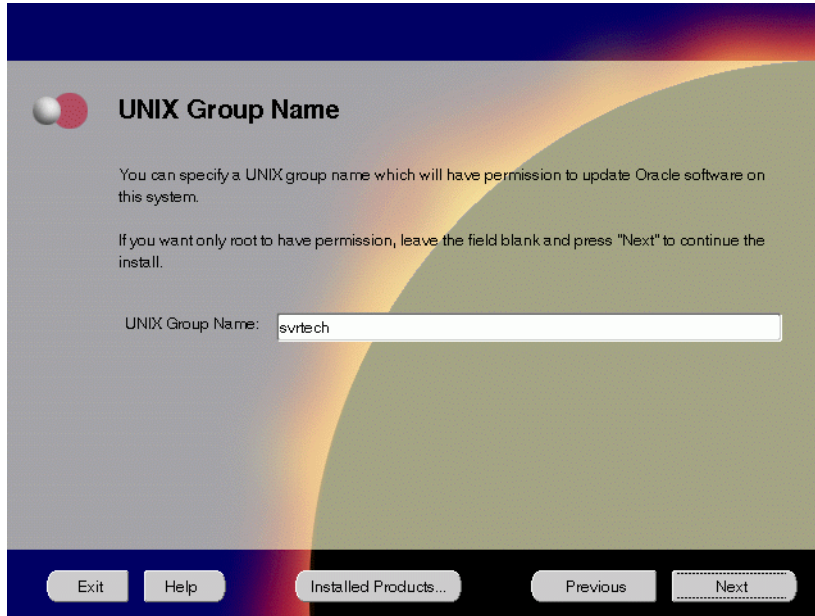 UNIX Group Name
You can specify a UNIX group name which will have permission to update Oracle software on
this system.
If you want only root to have permission, leave the field blank and press "Next" to continue the
install.
UNIX Group Name: svrtech
Exit Help Installed Products... Previous Next